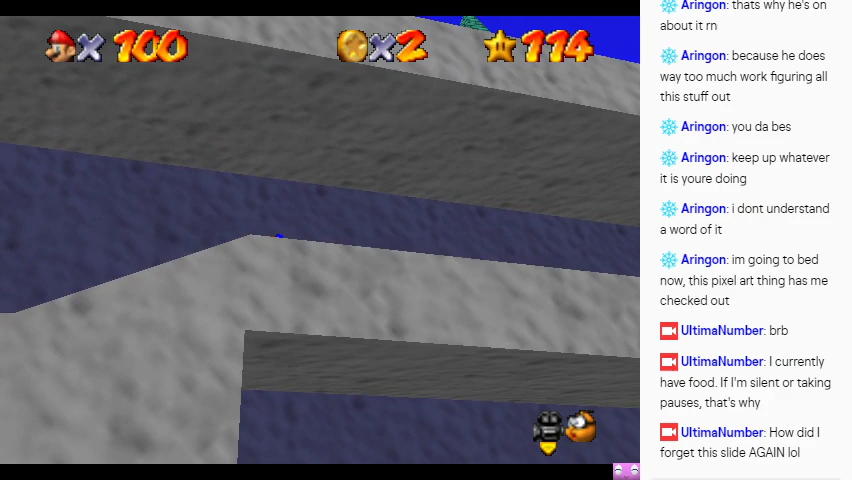 ×100 ×2 114
Aringon: thats why he's on
about it rn
Aringon: because he does
way too much work figuring all
this stuff out
Aringon: you da bes
Aringon: keep up whatever
it is youre doing
Aringon: i dont understand
a word of it
Aringon: im going to bed
now, this pixel art thing has me
checked out
UltimaNumber: brb
UltimaNumber: I currently
have food. If I'm silent or taking
pauses, that's why
UltimaNumber: How did I
forget this slide AGAIN lol